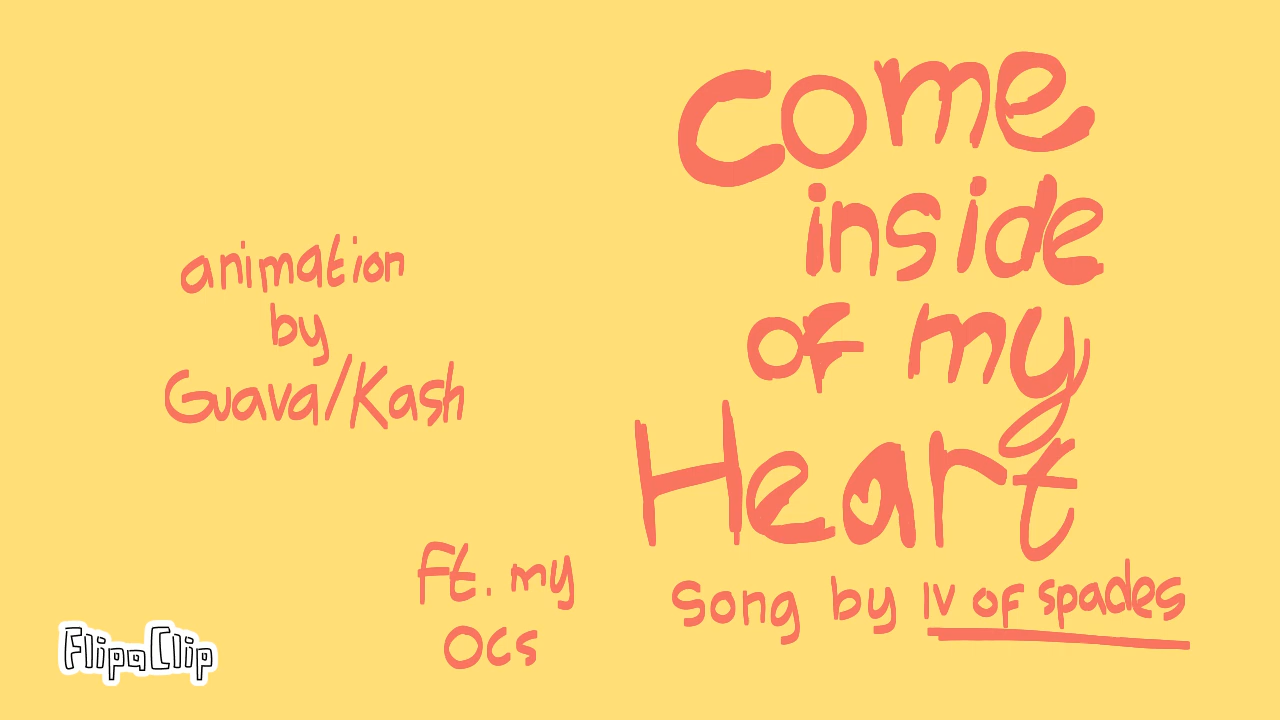 Come
inside
of my
Heart
song by IV of spades
animation
by
Guava/Kash
ft. my
Ocs
FlipaClip